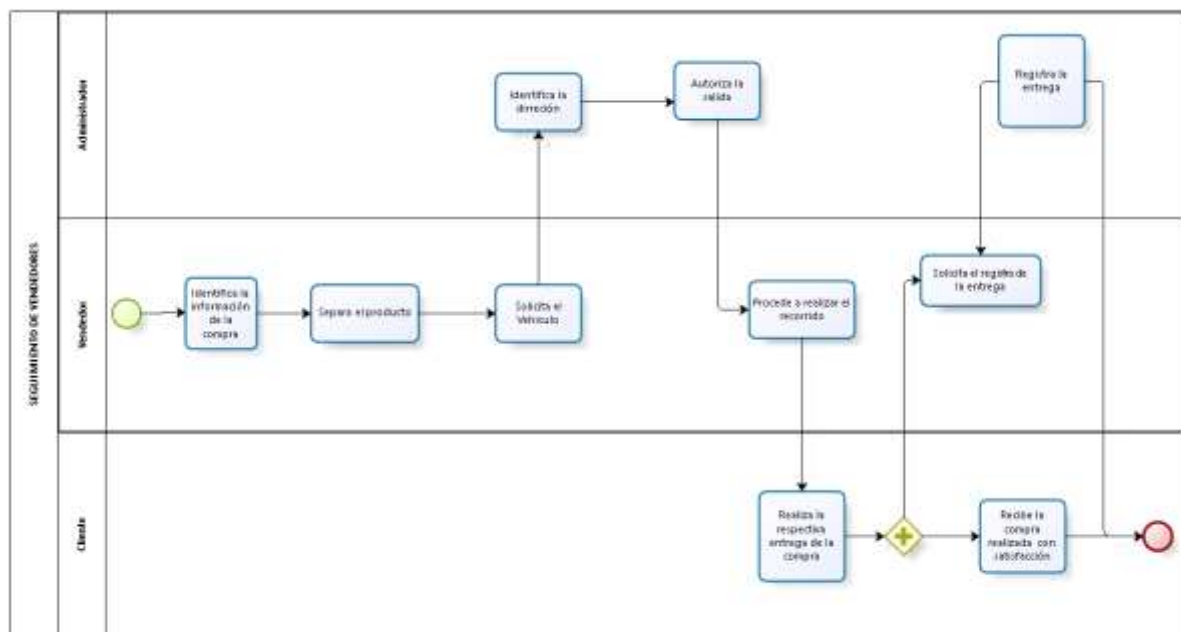 SEGUIMIENTO DE VENDEDORES
Administrador
Identifica la
dirreción
Autoriza la
salida
Registra la
entrega
Vendedor
Identifica la
información
de la
compra
Separa el producto
Solicita el
Vehiculo
Procede a realizar el
recorrido
Solicita el registro de
la entrega
Cliente
Realiza la
respectiva
entrega de la
compra
Recibe la
compra
realizada con
satisfacción